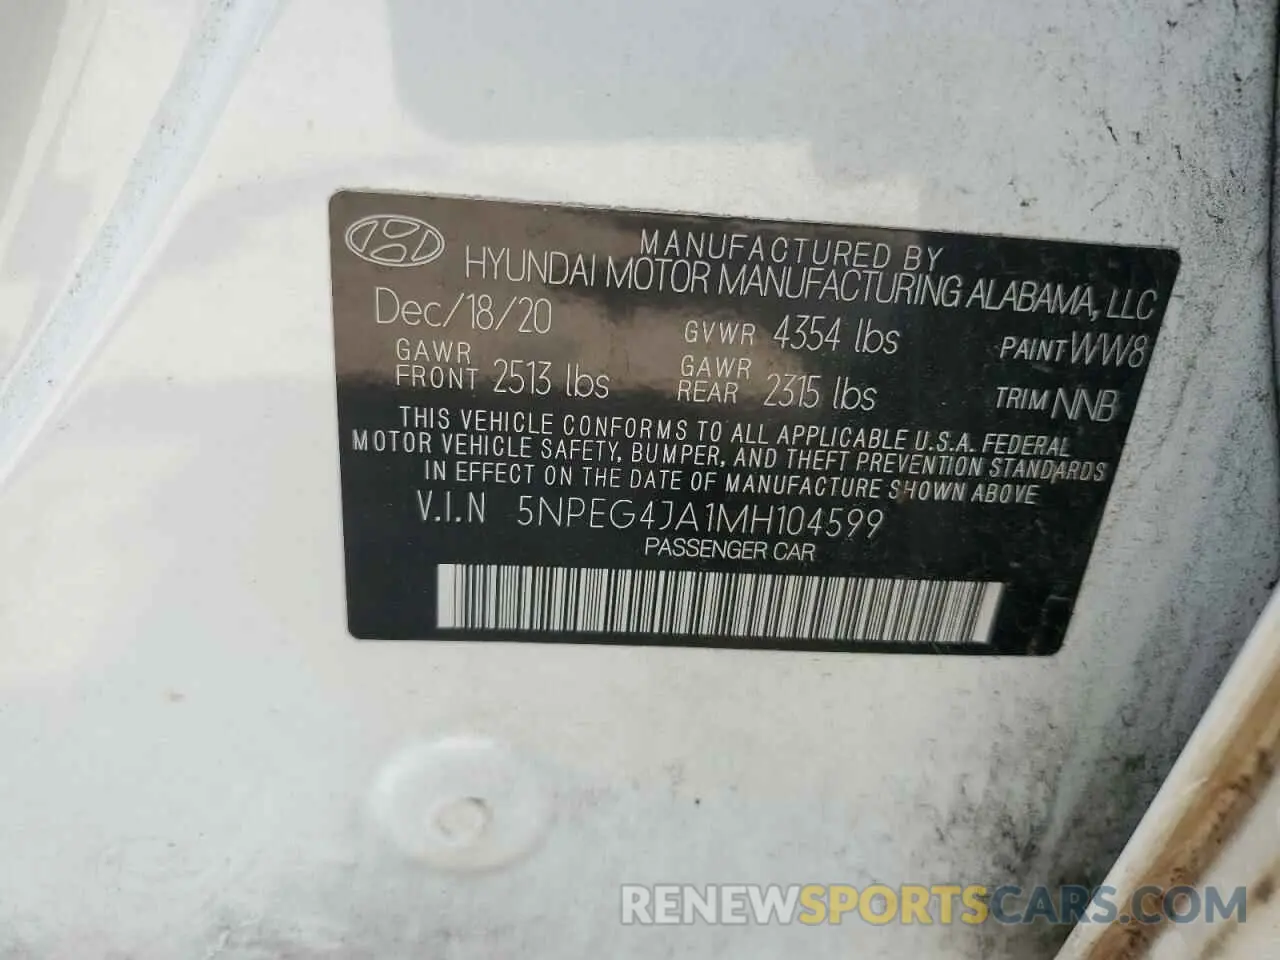 MANUFACTURED BY
HYUNDAI MOTOR MANUFACTURING ALABAMA, LLC
Dec/18/20 GVWR 4354 lbs PAINT WW8
GAWR FRONT 2513 lbs GAWR REAR 2315 lbs TRIM NNB
THIS VEHICLE CONFORMS TO ALL APPLICABLE U.S.A. FEDERAL
MOTOR VEHICLE SAFETY, BUMPER, AND THEFT PREVENTION STANDARDS
IN EFFECT ON THE DATE OF MANUFACTURE SHOWN ABOVE
V.I.N 5NPEG4JA1MH104599
PASSENGER CAR
RENEWSPORTSCARS.COM